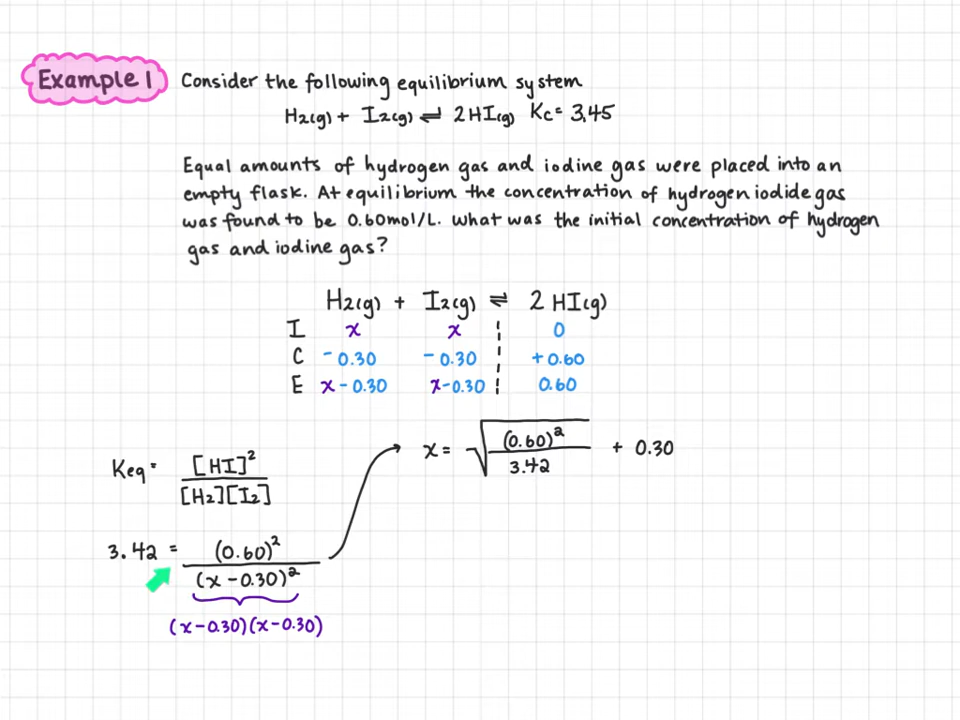 Example 1 Consider the following equilibrium system
H₂(g) + I₂(g) ⇌ 2HI(g) Kc = 3.45
Equal amounts of hydrogen gas and iodine gas were placed into an
empty flask. At equilibrium the concentration of hydrogen iodide gas
was found to be 0.60mol/L. What was the initial concentration of hydrogen
gas and iodine gas?
H₂(g) + I₂(g) ⇌ 2 HI(g)
I x x 0
C -0.30 -0.30 +0.60
E x-0.30 x-0.30 0.60
Keq = [HI]² / [H₂][I₂]
3.42 = (0.60)² / (x-0.30)²
(x-0.30)(x-0.30)
x = √((0.60)² / 3.42) + 0.30